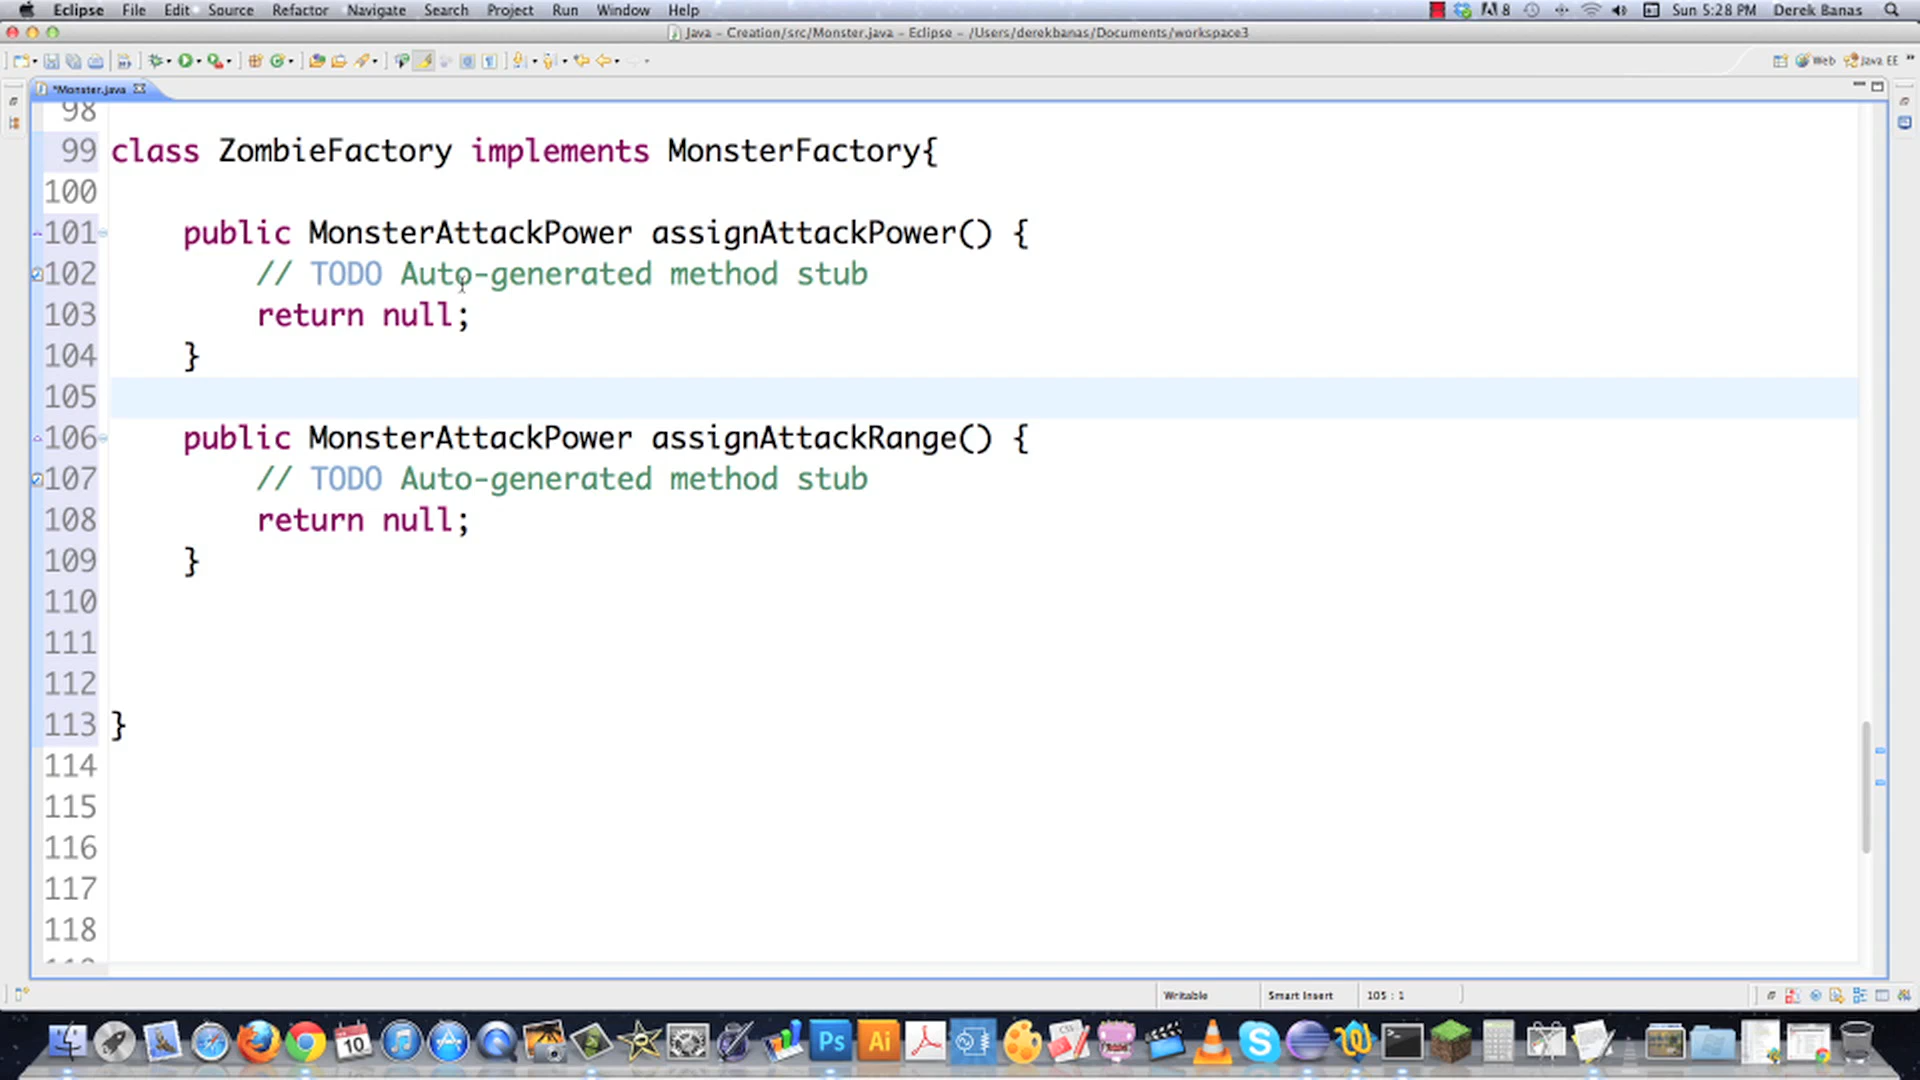 Eclipse File Edit Source Refactor Navigate Search Project Run Window Help 8 Sun 5:28 PM Derek Banas
Java – Creation/src/Monster.java – Eclipse – /Users/derekbanas/Documents/workspace3
Web Java EE
*Monster.java
98
99 class ZombieFactory implements MonsterFactory{
100
101 public MonsterAttackPower assignAttackPower() {
102 // TODO Auto-generated method stub
103 return null;
104 }
105
106 public MonsterAttackPower assignAttackRange() {
107 // TODO Auto-generated method stub
108 return null;
109 }
110
111
112
113 }
114
115
116
117
118
Writable Smart Insert 105 : 1
10 Ps Ai